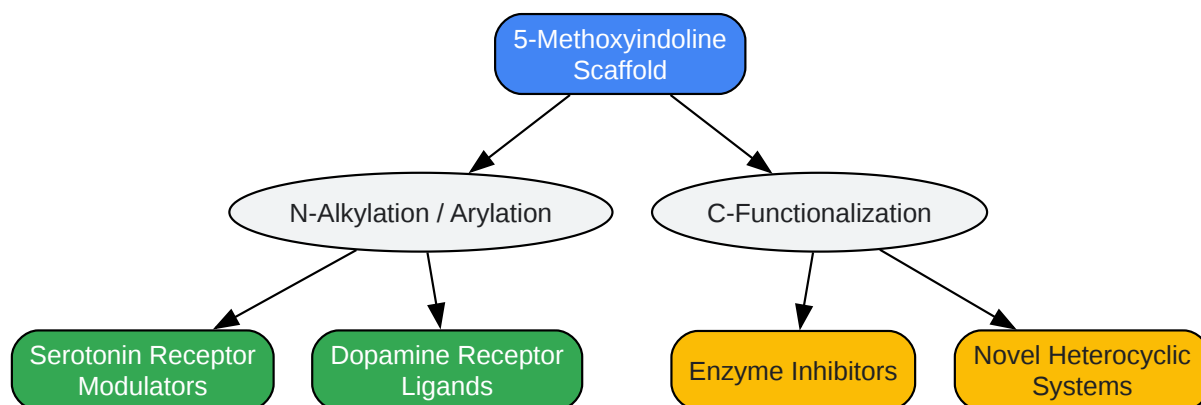 5-Methoxyindoline
Scaffold
N-Alkylation / Arylation
C-Functionalization
Serotonin Receptor
Modulators
Dopamine Receptor
Ligands
Enzyme Inhibitors
Novel Heterocyclic
Systems